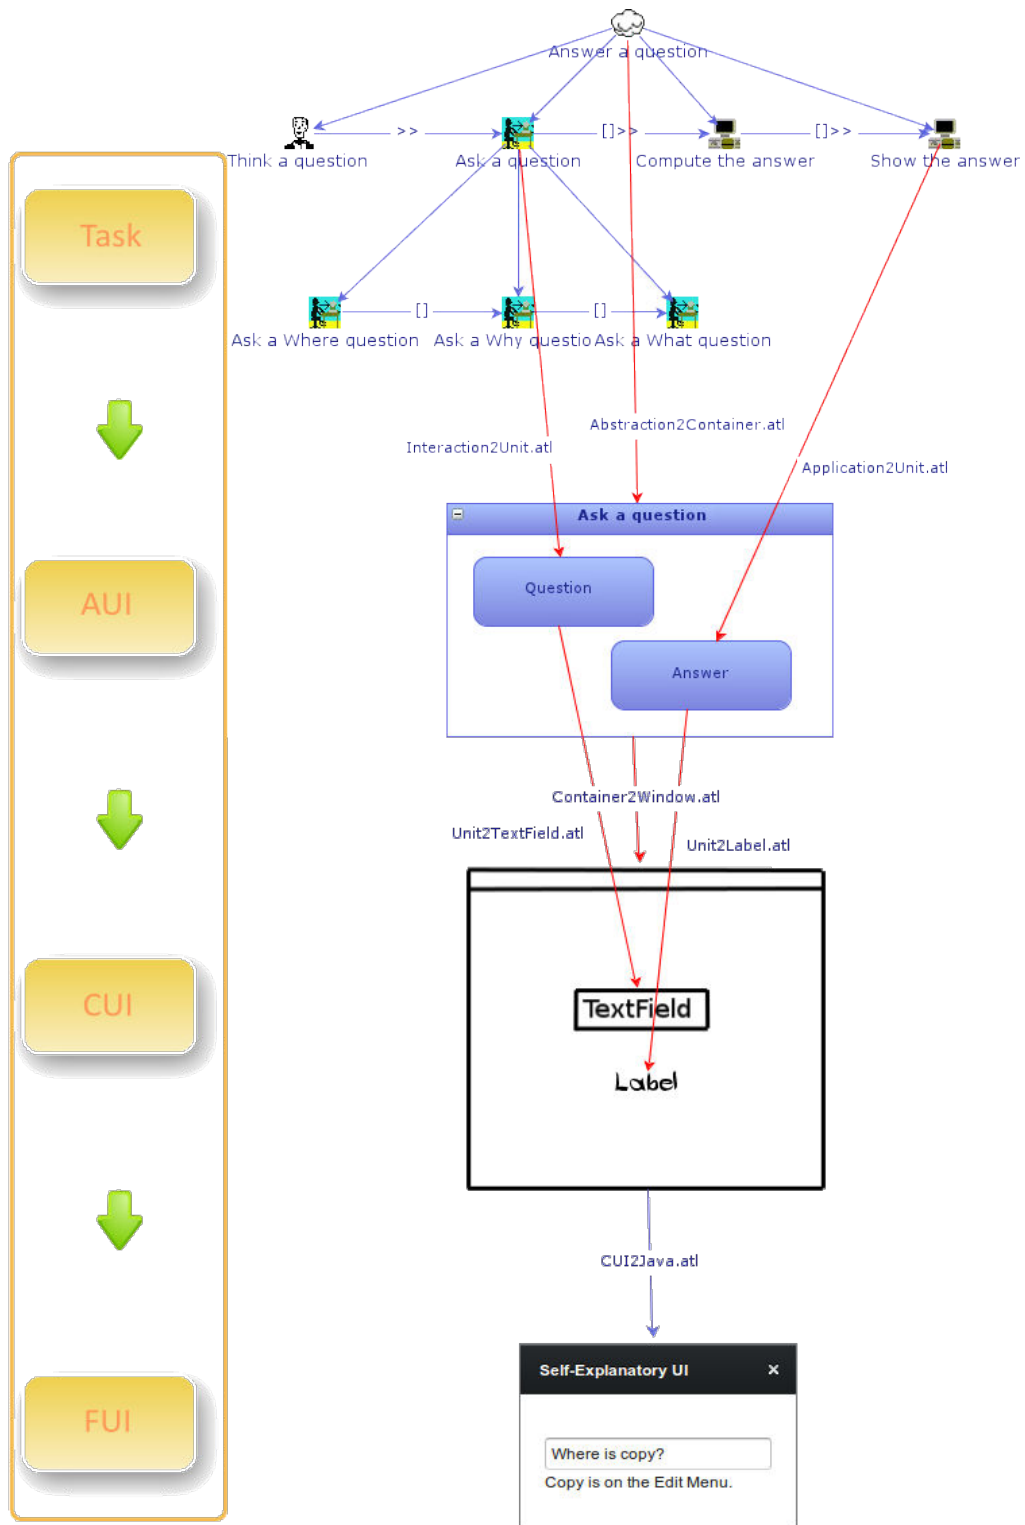 Answer a question
>>
[]>>
[]>>
Think a question
Ask a question
Compute the answer
Show the answer
Task
[]
[]
Ask a Where question
Ask a Why questio
Ask a What question
Abstraction2Container.atl
Interaction2Unit.atl
Application2Unit.atl
Ask a question
Question
AUI
Answer
Container2Window.atl
Unit2TextField.atl
Unit2Label.atl
CUI
TextField
Label
CUI2Java.atl
Self-Explanatory UI ×
FUI
Where is copy?
Copy is on the Edit Menu.